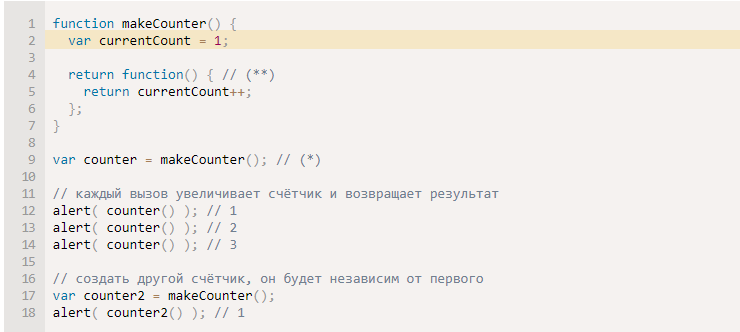 1 function makeCounter() {
2   var currentCount = 1;
3
4   return function() { // (**)
5     return currentCount++;
6   };
7 }
8
9 var counter = makeCounter(); // (*)
10
11 // каждый вызов увеличивает счётчик и возвращает результат
12 alert( counter() ); // 1
13 alert( counter() ); // 2
14 alert( counter() ); // 3
15
16 // создать другой счётчик, он будет независим от первого
17 var counter2 = makeCounter();
18 alert( counter2() ); // 1